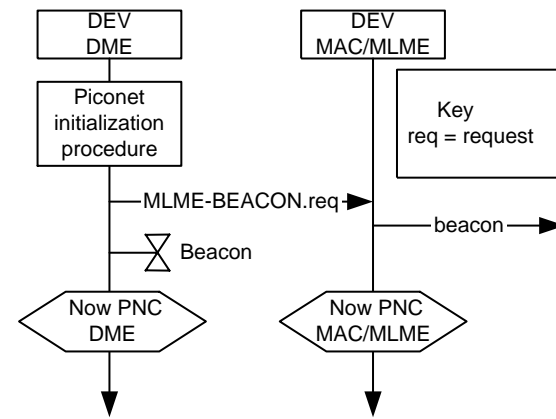 DEV
DME
DEV
MAC/MLME
Piconet
initialization
procedure
Key
req = request
MLME-BEACON.req
beacon
Beacon
Now PNC
DME
Now PNC
MAC/MLME